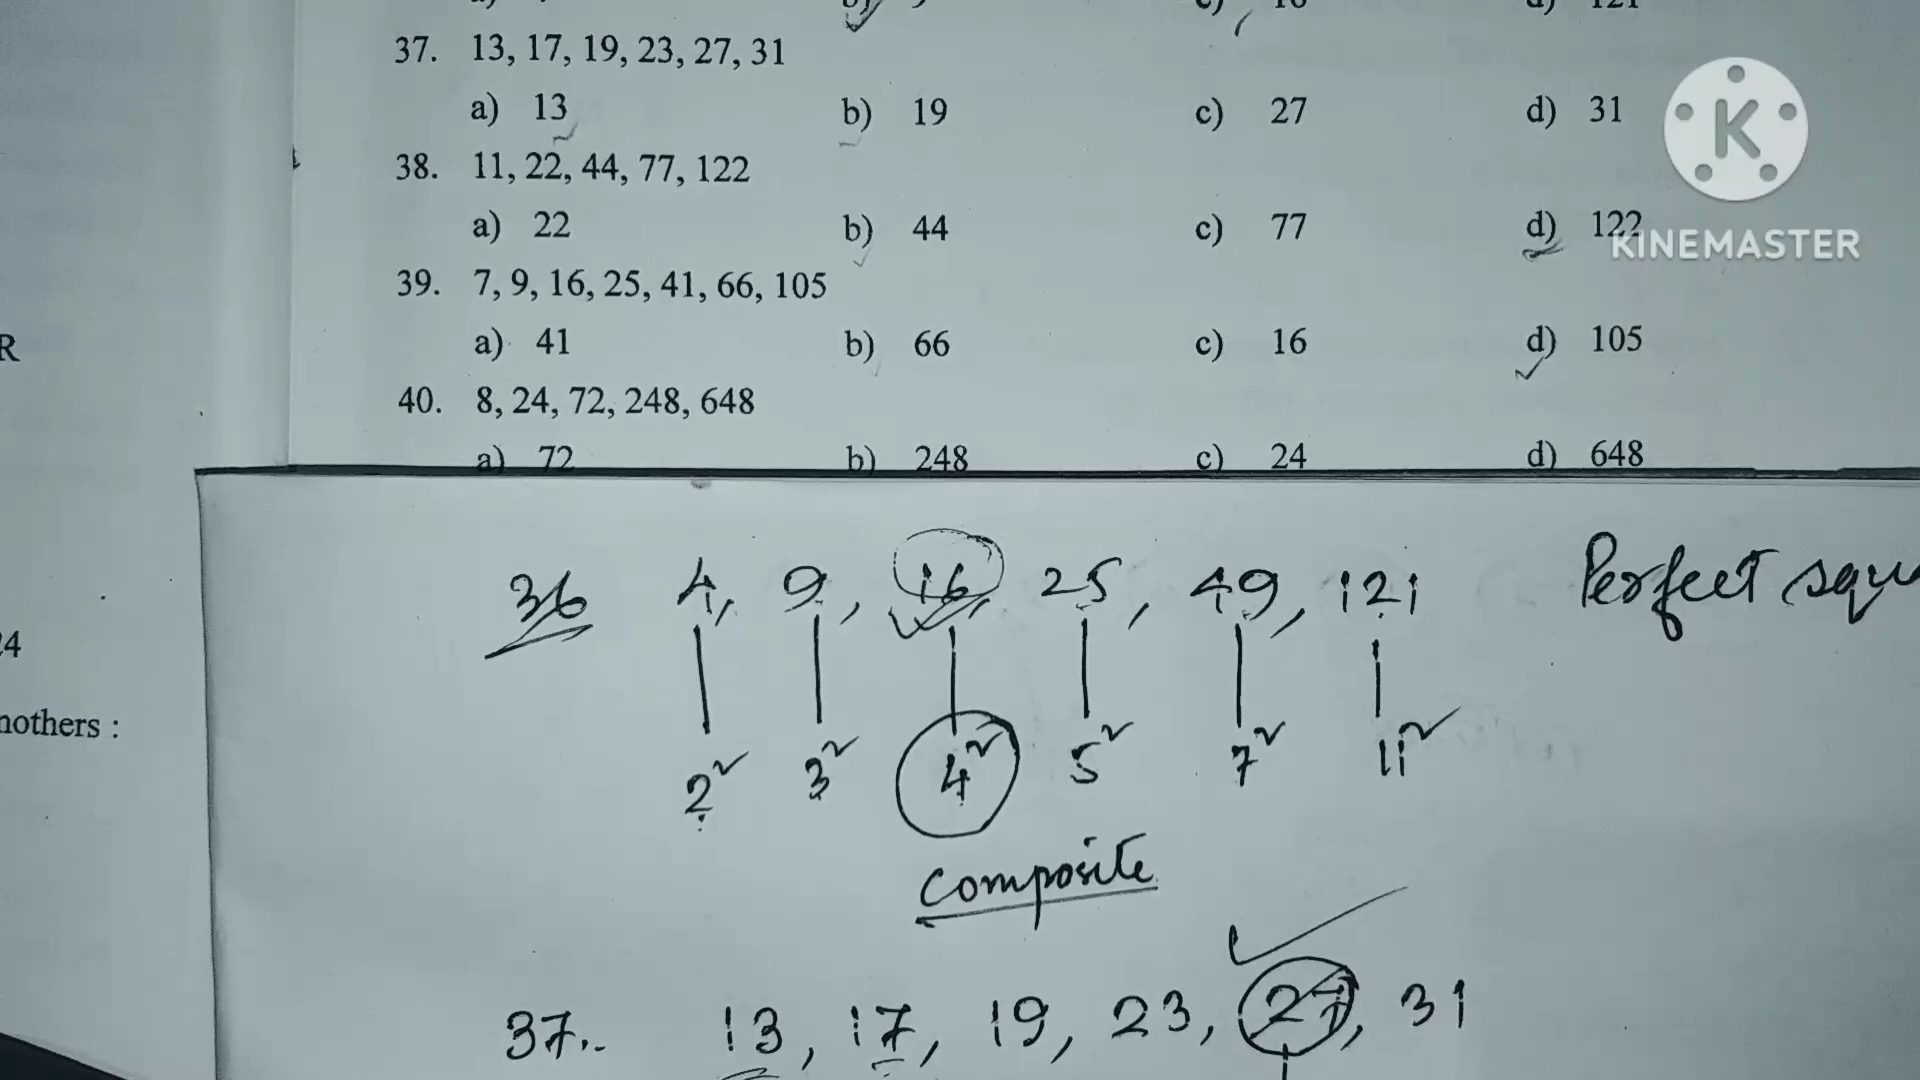 37. 13, 17, 19, 23, 27, 31
a) 13 b) 19 c) 27 d) 31
38. 11, 22, 44, 77, 122
a) 22 b) 44 c) 77 d) 122
KINEMASTER
39. 7, 9, 16, 25, 41, 66, 105
a) 41 b) 66 c) 16 d) 105
R
40. 8, 24, 72, 248, 648
a) 72 b) 248 c) 24 d) 648
36 4, 9, 16, 25, 49, 121 Perfect squ
2² 3² 4² 5² 7² 11²
nothers :
composite
37. 13, 17, 19, 23, 27, 31